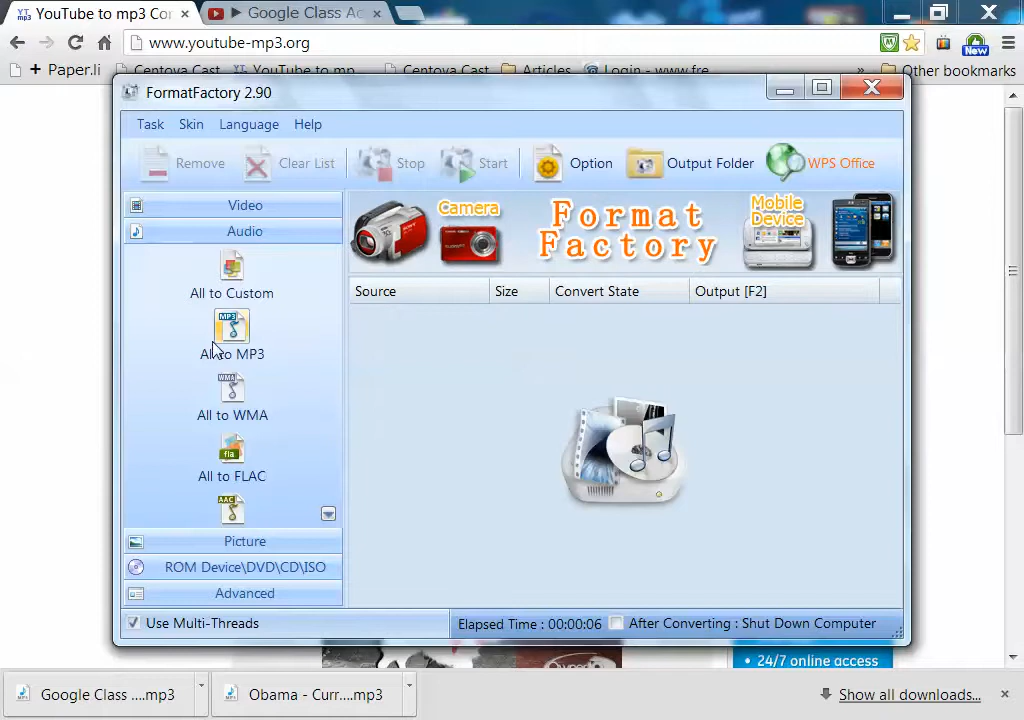 YouTube to mp3 Co
Google Class Ac
www.youtube-mp3.org
New
+ Paper.li
Centova Cast
YouTube to mp
Centova Cast
Articles
Login - www.fre
»
Other bookmarks
FormatFactory 2.90
Task Skin Language Help
Remove Clear List Stop Start Option Output Folder WPS Office
Video
Audio
All to Custom
MP3
All to MP3
WMA
All to WMA
fla
All to FLAC
AAC
Picture
ROM Device\DVD\CD\ISO
Advanced
Camera
Format
Factory
Mobile
Device
Source Size Convert State Output [F2]
Use Multi-Threads
Elapsed Time : 00:00:06
After Converting : Shut Down Computer
• 24/7 online access
Google Class ....mp3
Obama - Curr....mp3
Show all downloads...